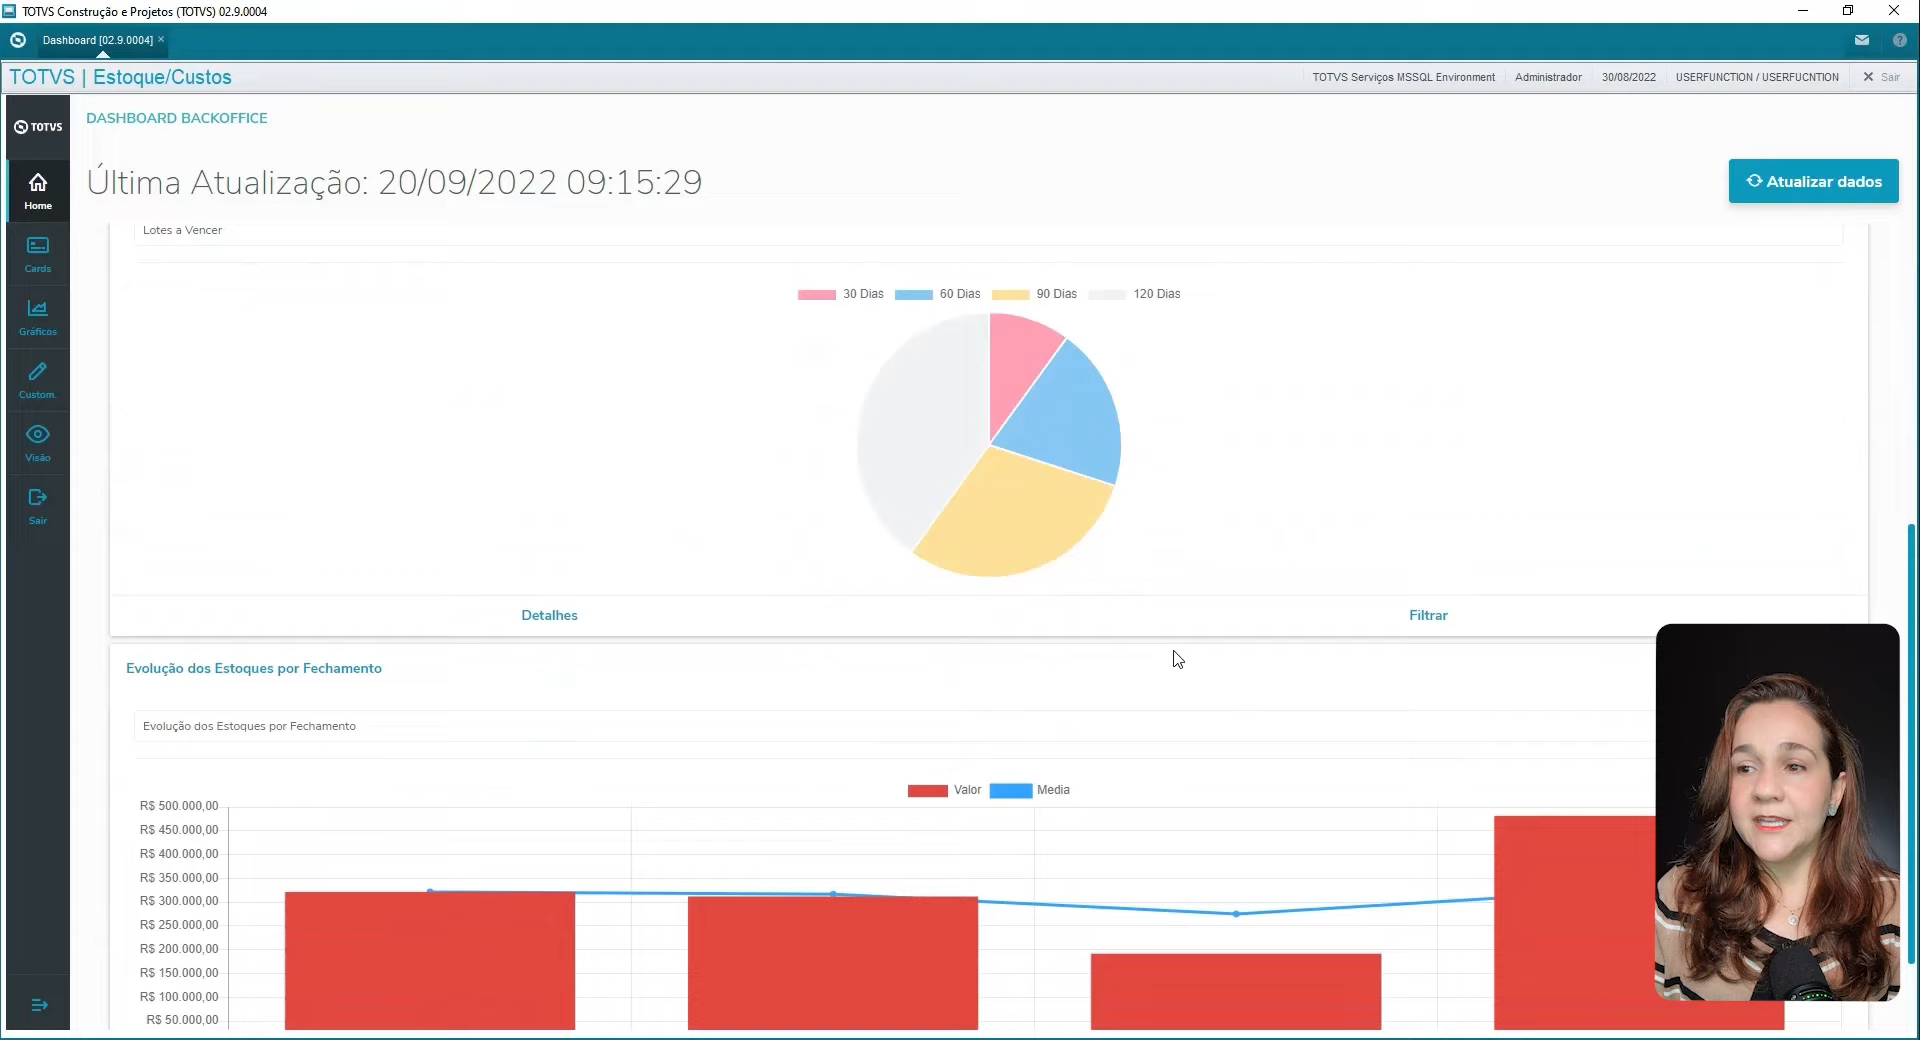 TOTVS Construção e Projetos (TOTVS) 02.9.0004
Dashboard [02.9.0004]
TOTVS | Estoque/Custos
TOTVS Serviços MSSQL Environment Administrador 30/08/2022 USERFUNCTION / USERFUCNTION Sair
TOTVS
Home
Cards
Gráficos
Custom.
Visão
Sair
DASHBOARD BACKOFFICE
Última Atualização: 20/09/2022 09:15:29
Atualizar dados
Lotes a Vencer
30 Dias 60 Dias 90 Dias 120 Dias
Detalhes Filtrar
Evolução dos Estoques por Fechamento
Evolução dos Estoques por Fechamento
Valor Media
R$ 500.000,00
R$ 450.000,00
R$ 400.000,00
R$ 350.000,00
R$ 300.000,00
R$ 250.000,00
R$ 200.000,00
R$ 150.000,00
R$ 100.000,00
R$ 50.000,00